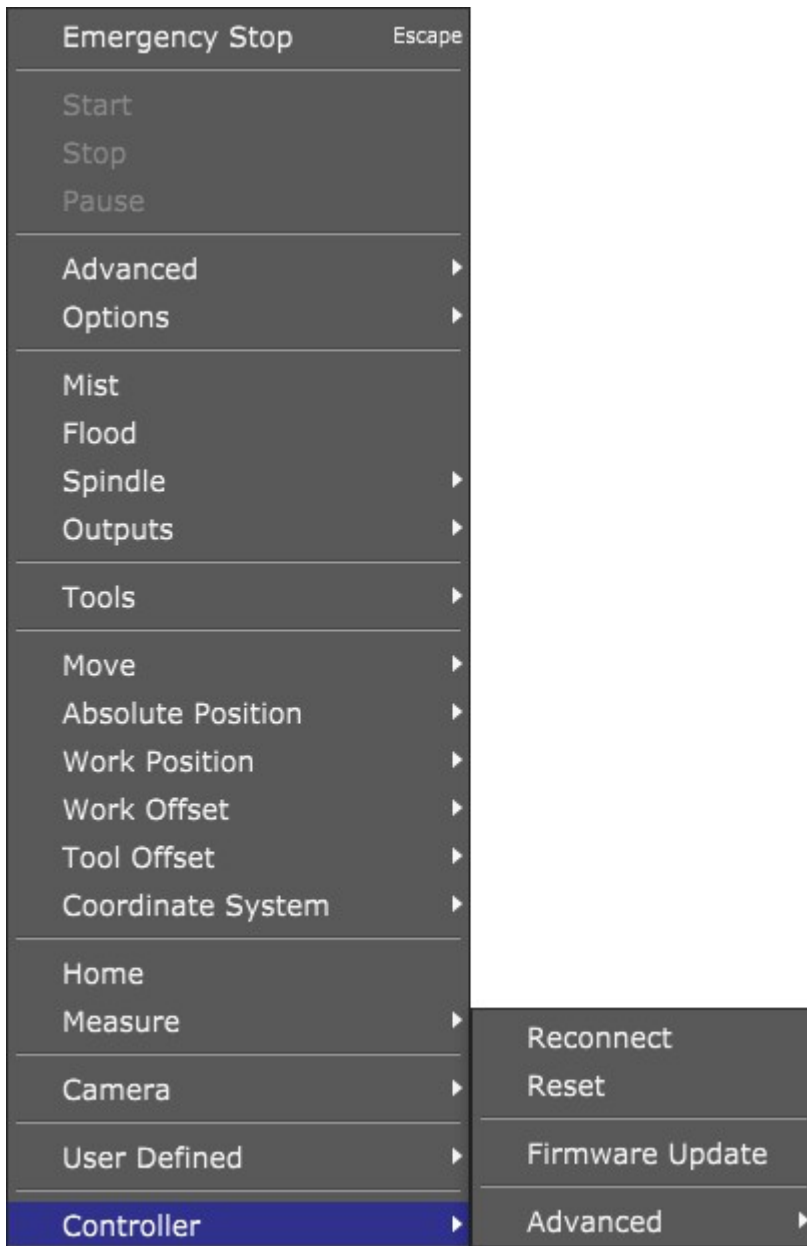 Emergency Stop Escape
Start
Stop
Pause
Advanced
Options
Mist
Flood
Spindle
Outputs
Tools
Move
Absolute Position
Work Position
Work Offset
Tool Offset
Coordinate System
Home
Measure
Camera
User Defined
Controller
Reconnect
Reset
Firmware Update
Advanced